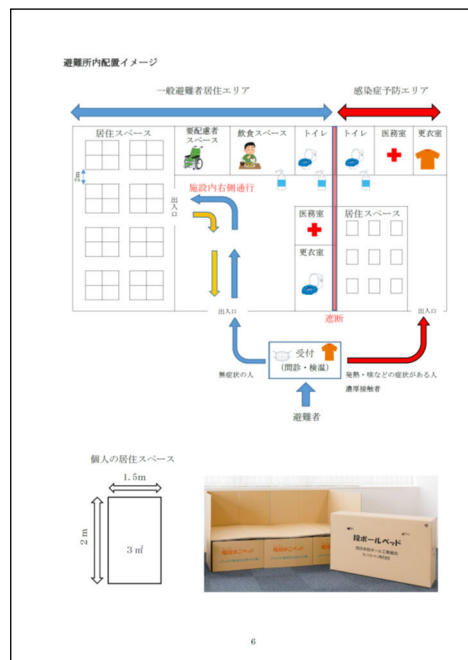 避難所内配置イメージ
一般避難者居住エリア
感染症予防エリア
居住スペース
要配慮者
スペース
飲食スペース
トイレ
トイレ
医務室
更衣室
2m
施設内右側通行
出入口
医務室
居住スペース
更衣室
出入口
遮断
出入口
受付
(問診・検温)
無症状の人
発熱・咳などの症状がある人
濃厚接触者
避難者
個人の居住スペース
1.5m
2m
3㎡
段ボールベッド
6